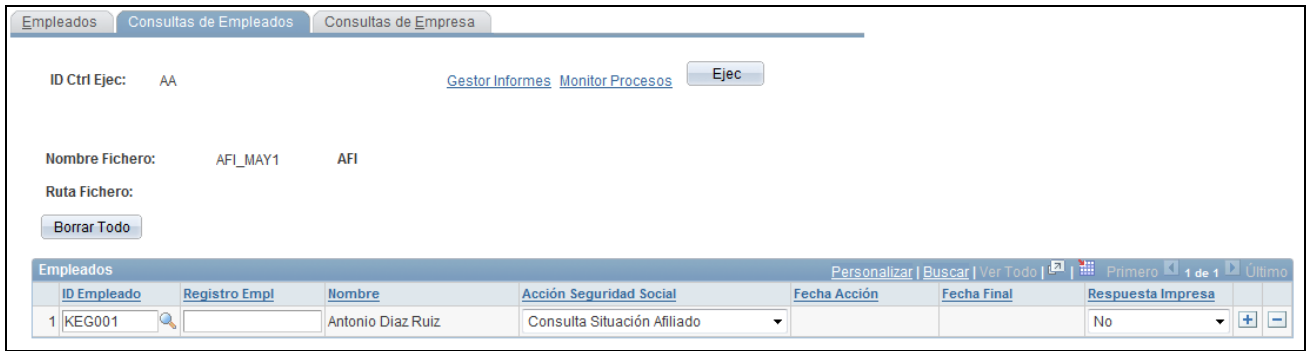 Empleados Consultas de Empleados Consultas de Empresa
ID Ctrl Ejec: AA Gestor Informes Monitor Procesos Ejec
Nombre Fichero: AFI_MAY1 AFI
Ruta Fichero:
Borrar Todo
Empleados Personalizar | Buscar | Ver Todo | | Primero 1 de 1 Último
ID Empleado Registro Empl Nombre Acción Seguridad Social Fecha Acción Fecha Final Respuesta Impresa
1 KEG001 Antonio Diaz Ruiz Consulta Situación Afiliado No